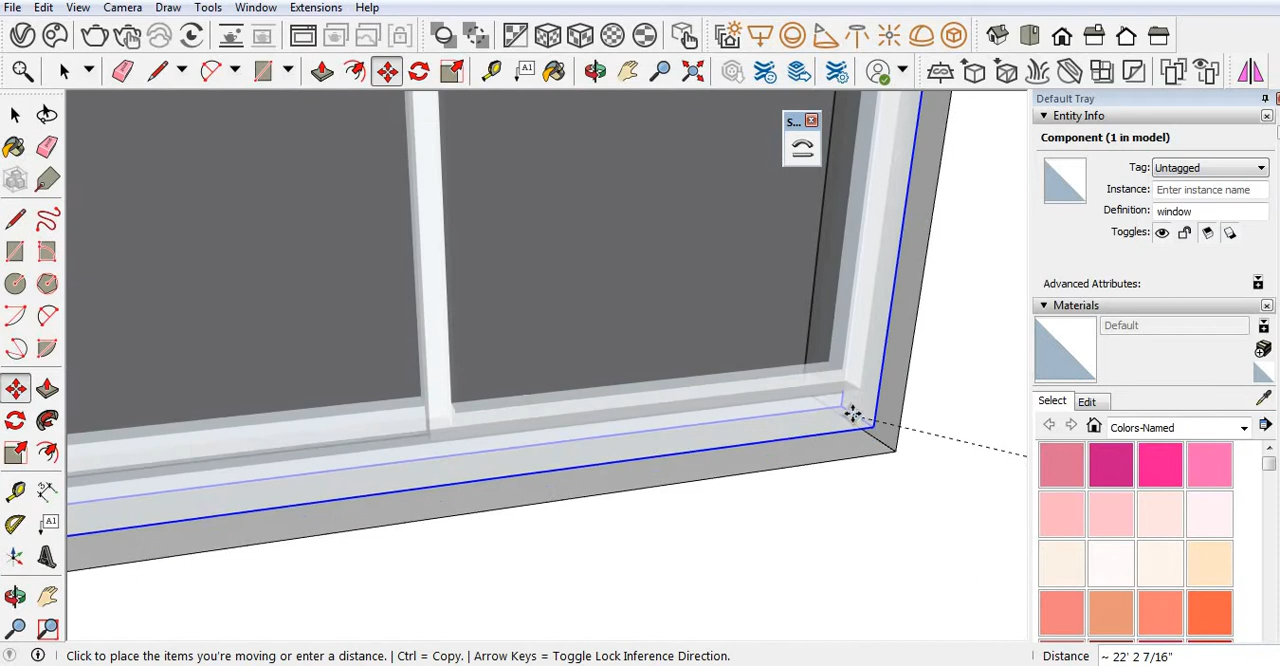 File Edit View Camera Draw Tools Window Extensions Help
A1
S...
Default Tray
Entity Info
Component (1 in model)
Tag: Untagged
Instance: Enter instance name
Definition: window
Toggles:
Advanced Attributes:
Materials
Default
Select Edit
Colors-Named
A1
Click to place the items you're moving or enter a distance. | Ctrl = Copy. | Arrow Keys = Toggle Lock Inference Direction.
Distance ~ 22' 2 7/16"